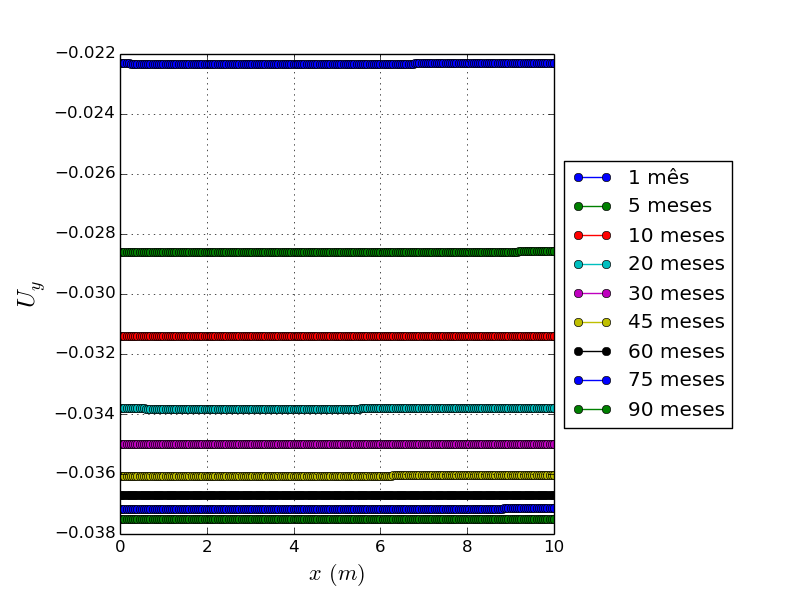 −0.022
−0.024
−0.026
−0.028
−0.030
−0.032
−0.034
−0.036
−0.038
0 2 4 6 8 10
U_y
x (m)
1 mês
5 meses
10 meses
20 meses
30 meses
45 meses
60 meses
75 meses
90 meses